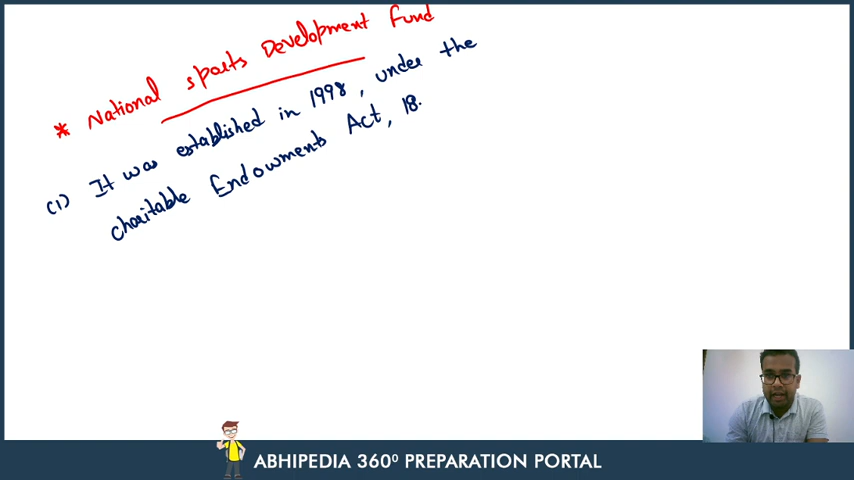 * National sports Development Fund
(1) It was established in 1998, under the
charitable Endowments Act, 18.
ABHIPEDIA 360⁰ PREPARATION PORTAL